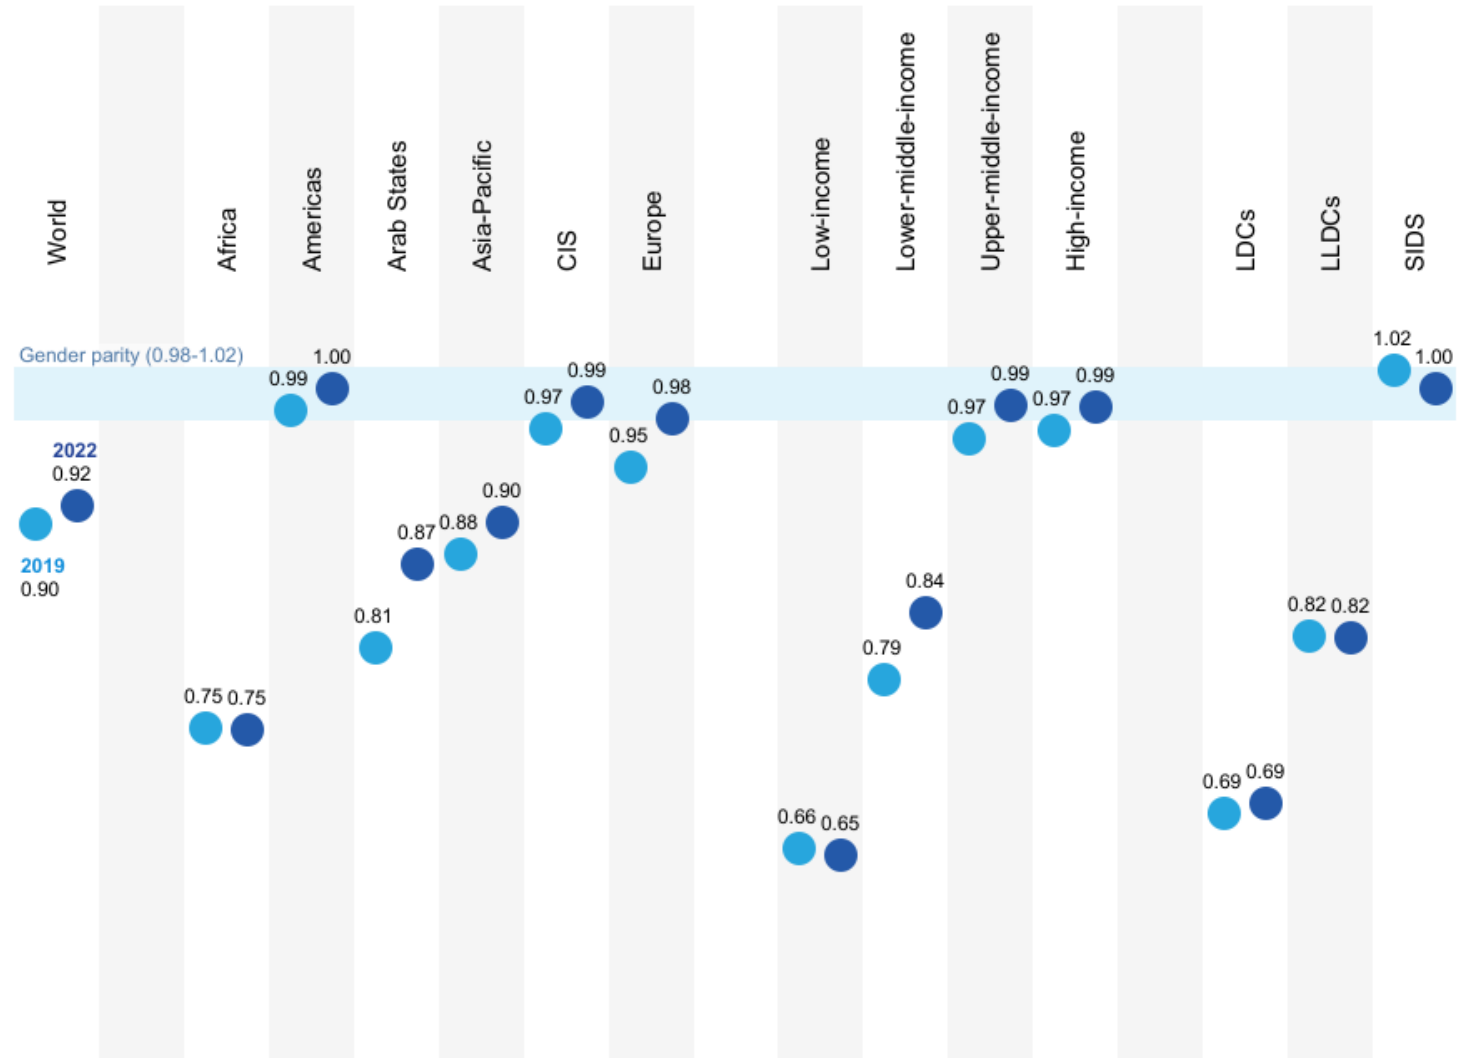 World
Africa
Americas
Arab States
Asia-Pacific
CIS
Europe
Low-income
Lower-middle-income
Upper-middle-income
High-income
LDCs
LLDCs
SIDS
Gender parity (0.98-1.02)
2022
0.92
2019
0.90
0.75 0.75
0.99
1.00
0.81
0.87
0.88
0.90
0.97
0.99
0.95
0.98
0.66
0.65
0.79
0.84
0.97
0.99
0.97
0.99
0.69
0.69
0.82 0.82
1.02
1.00